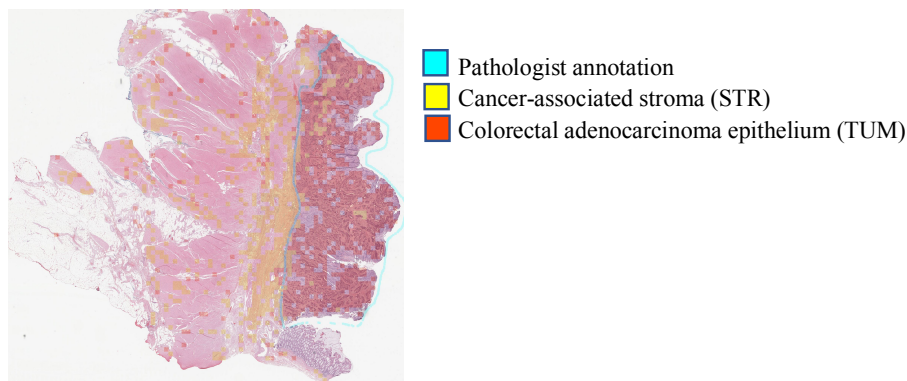 Pathologist annotation
Cancer-associated stroma (STR)
Colorectal adenocarcinoma epithelium (TUM)